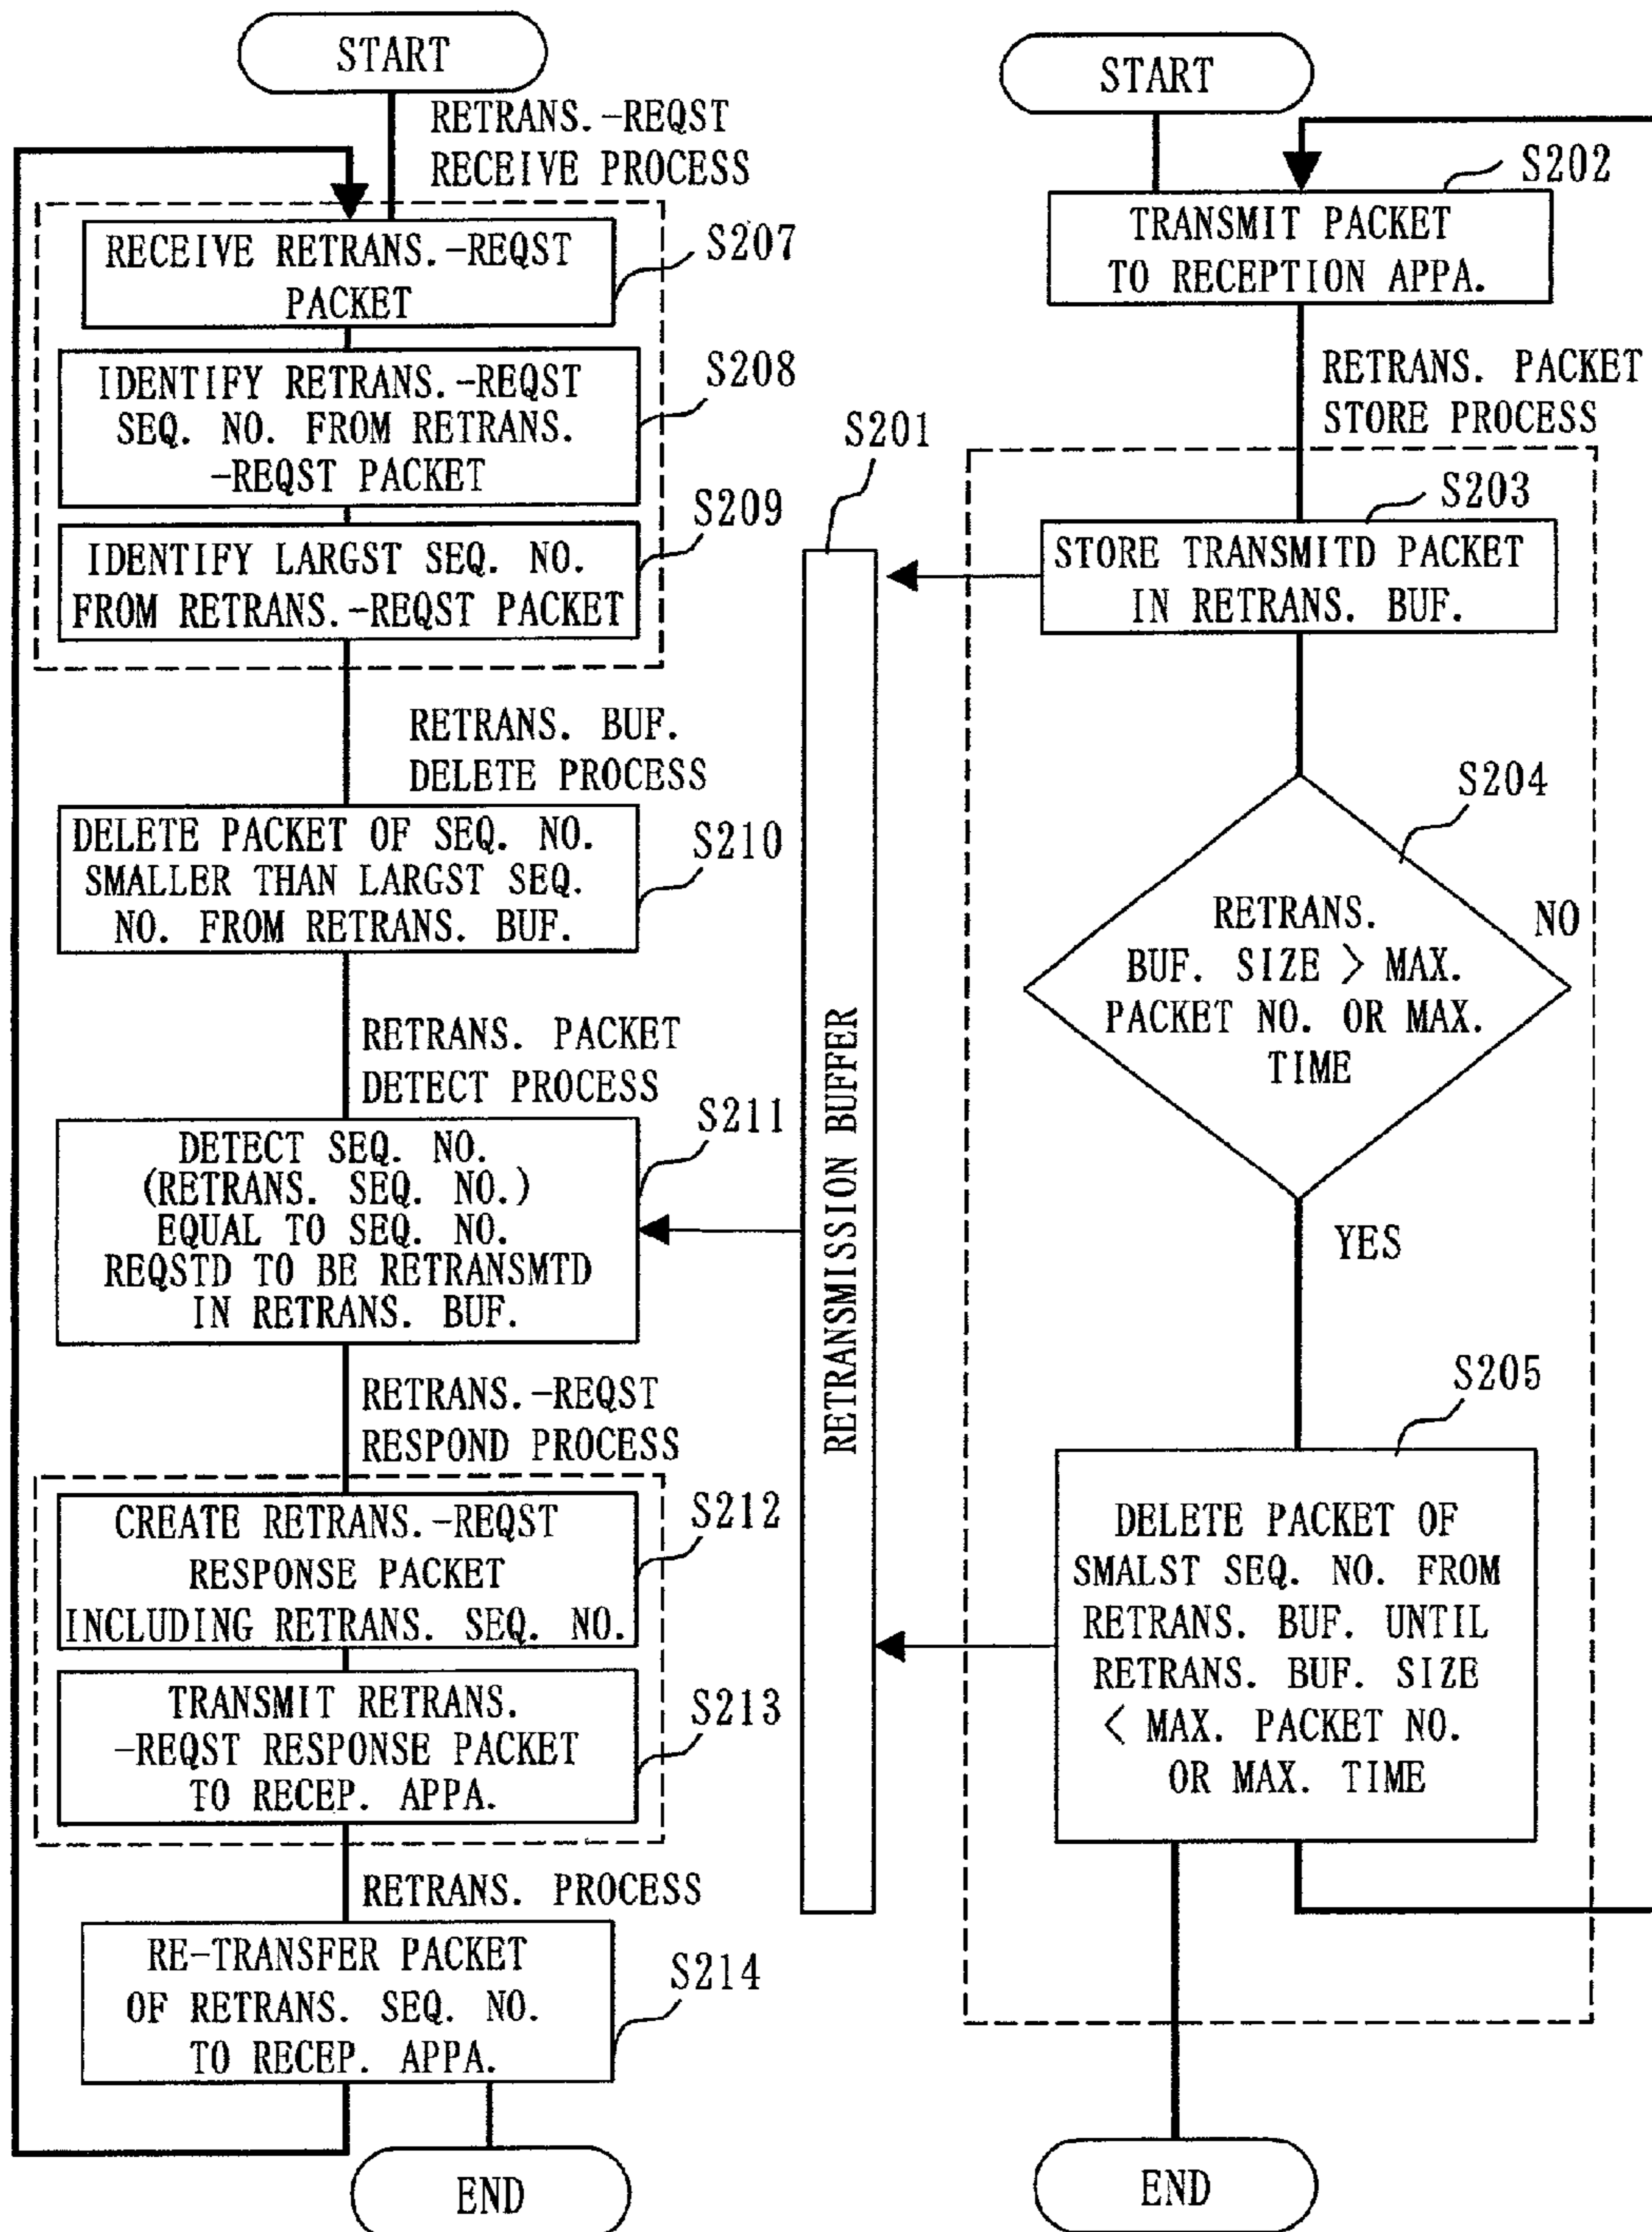 START
RETRANS.-REQST
RECEIVE PROCESS
RECEIVE RETRANS.-REQST
PACKET
S207
IDENTIFY RETRANS.-REQST
SEQ. NO. FROM RETRANS.
-REQST PACKET
S208
IDENTIFY LARGST SEQ. NO.
FROM RETRANS.-REQST PACKET
S209
RETRANS. BUF.
DELETE PROCESS
DELETE PACKET OF SEQ. NO.
SMALLER THAN LARGST SEQ.
NO. FROM RETRANS. BUF.
S210
RETRANS. PACKET
DETECT PROCESS
DETECT SEQ. NO.
(RETRANS. SEQ. NO.)
EQUAL TO SEQ. NO.
REQSTD TO BE RETRANSMTD
IN RETRANS. BUF.
S211
RETRANS.-REQST
RESPOND PROCESS
CREATE RETRANS.-REQST
RESPONSE PACKET
INCLUDING RETRANS. SEQ. NO.
S212
TRANSMIT RETRANS.
-REQST RESPONSE PACKET
TO RECEP. APPA.
S213
RETRANS. PROCESS
RE-TRANSFER PACKET
OF RETRANS. SEQ. NO.
TO RECEP. APPA.
S214
END
S201
RETRANSMISSION BUFFER
START
S202
TRANSMIT PACKET
TO RECEPTION APPA.
RETRANS. PACKET
STORE PROCESS
S203
STORE TRANSMITD PACKET
IN RETRANS. BUF.
S204
RETRANS.
BUF. SIZE > MAX.
PACKET NO. OR MAX.
TIME
NO
YES
S205
DELETE PACKET OF
SMALST SEQ. NO. FROM
RETRANS. BUF. UNTIL
RETRANS. BUF. SIZE
< MAX. PACKET NO.
OR MAX. TIME
END